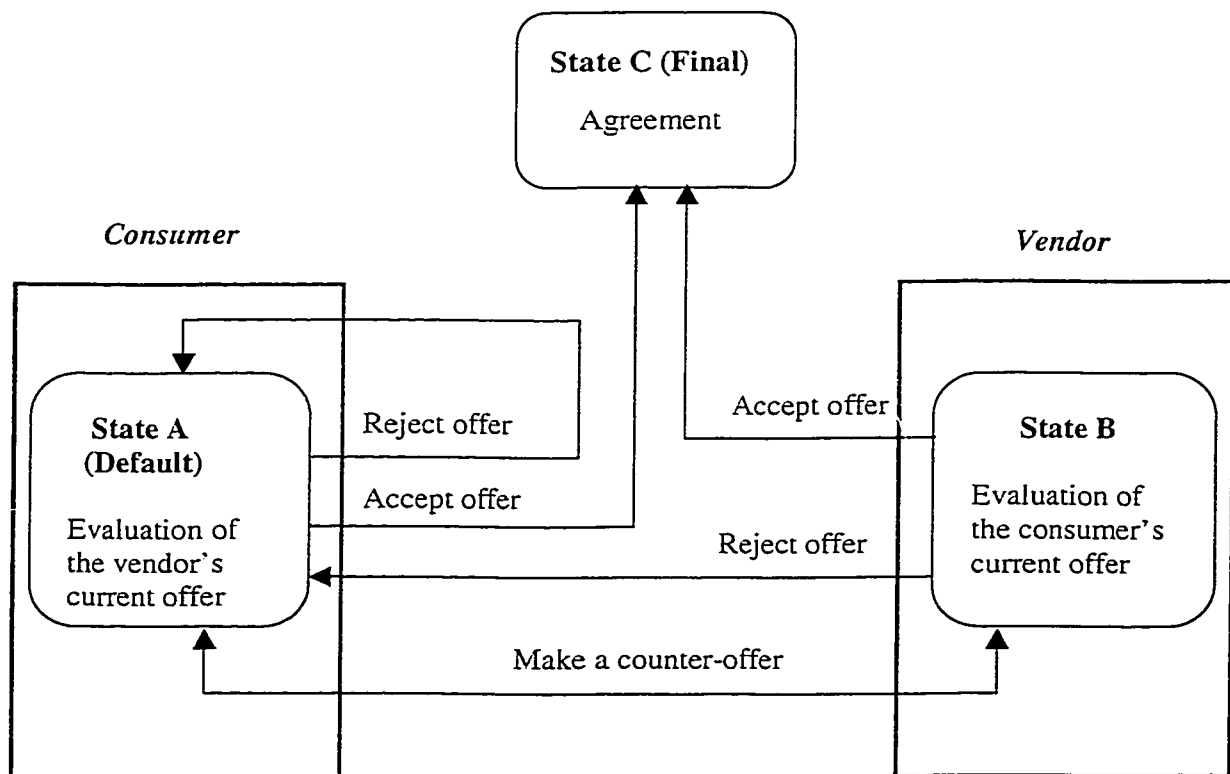 State C (Final)
Agreement
Consumer
Vendor
State A
(Default)
Evaluation of
the vendor's
current offer
Reject offer
Accept offer
Accept offer
Reject offer
Make a counter-offer
State B
Evaluation of
the consumer's
current offer